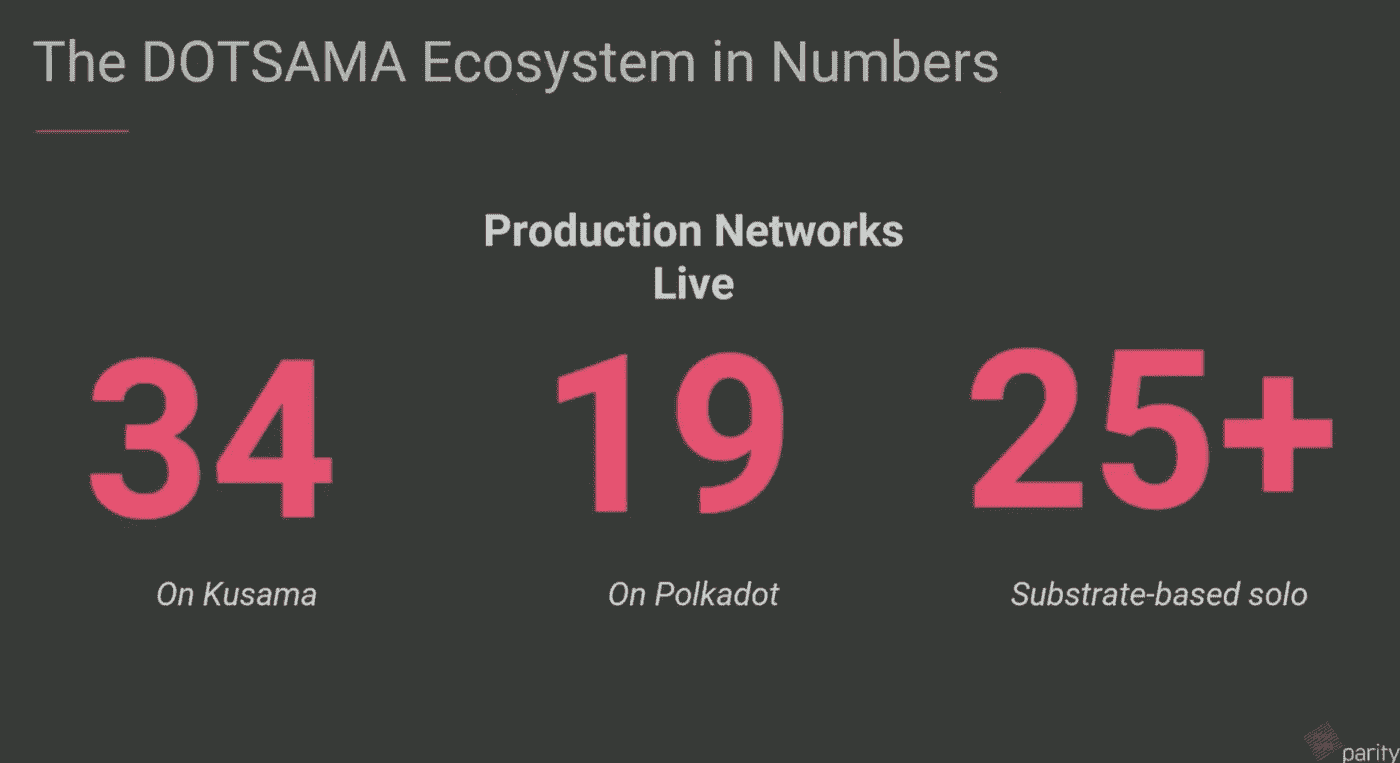 The DOTSAMA Ecosystem in Numbers
Production Networks
Live
34
19
25+
On Kusama
On Polkadot
Substrate-based solo
parity